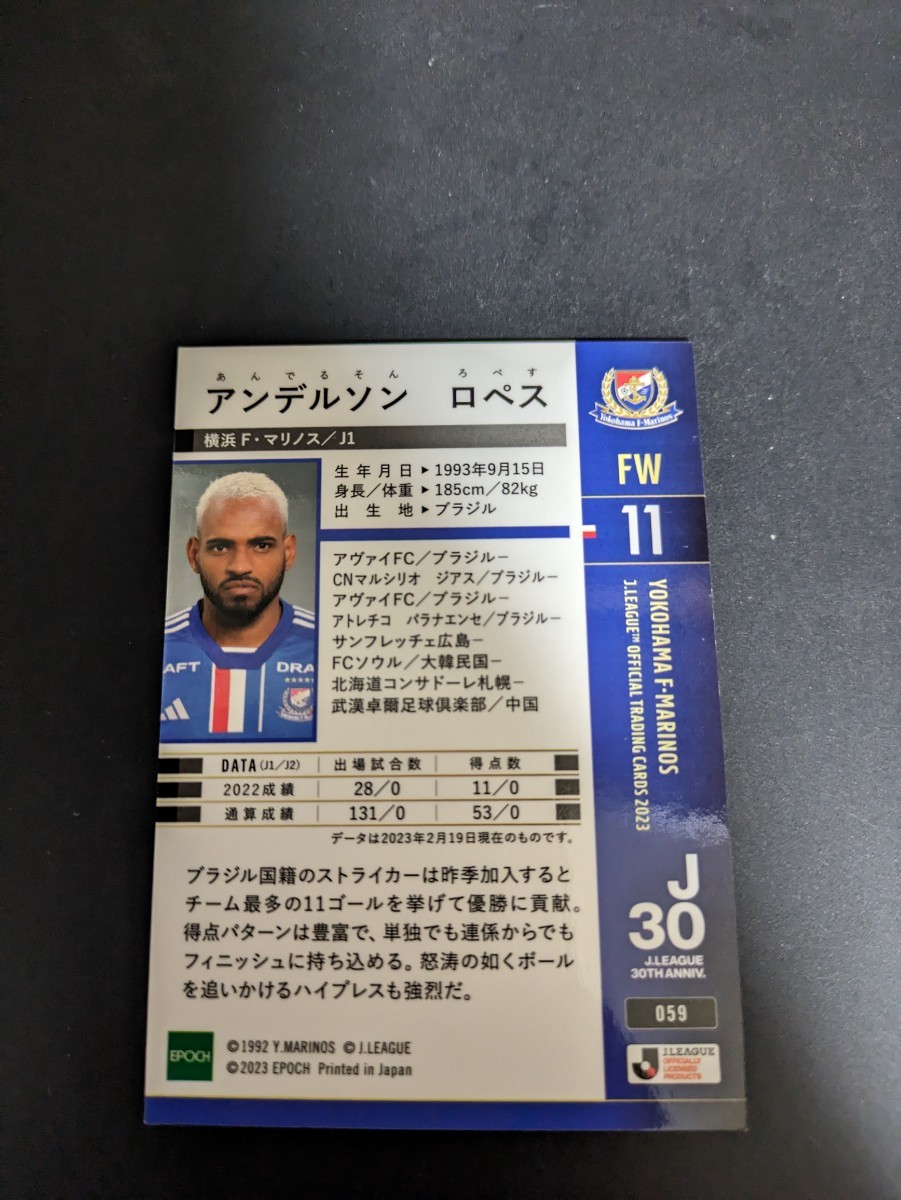 あんでるそん ろぺす
アンデルソン ロペス
横浜 F・マリノス／J1
生年月日▶1993年9月15日
身長／体重▶185cm／82kg
出生地▶ブラジル
アヴァイFC／ブラジル−
CNマルシリオ ジアス／ブラジル−
アヴァイFC／ブラジル−
アトレチコ パラナエンセ／ブラジル−
サンフレッチェ広島−
FCソウル／大韓民国−
北海道コンサドーレ札幌−
武漢卓爾足球倶楽部／中国
AFT DRA
DATA(J1／J2) 出場試合数 得点数
2022成績 28／0 11／0
通算成績 131／0 53／0
データは2023年2月19日現在のものです。
ブラジル国籍のストライカーは昨季加入すると
チーム最多の11ゴールを挙げて優勝に貢献。
得点パターンは豊富で、単独でも連係からでも
フィニッシュに持ち込める。怒涛の如くボール
を追いかけるハイプレスも強烈だ。
EPOCH
©1992 Y.MARINOS © J.LEAGUE
©2023 EPOCH Printed in Japan
Yokohama F·Marinos
FW
11
YOKOHAMA F·MARINOS
J.LEAGUE™ OFFICIAL TRADING CARDS 2023
J
30
J.LEAGUE
30TH ANNIV.
059
J.LEAGUE
OFFICIALLY
LICENSED
PRODUCTS